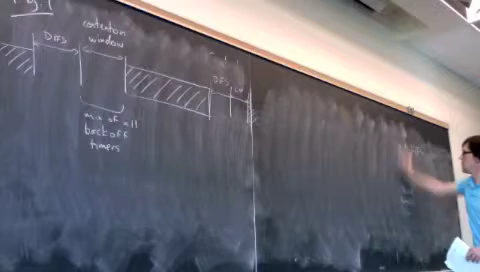 Fig. 1
DIFS
contention
window
DIFS
min of all
backoff
timers